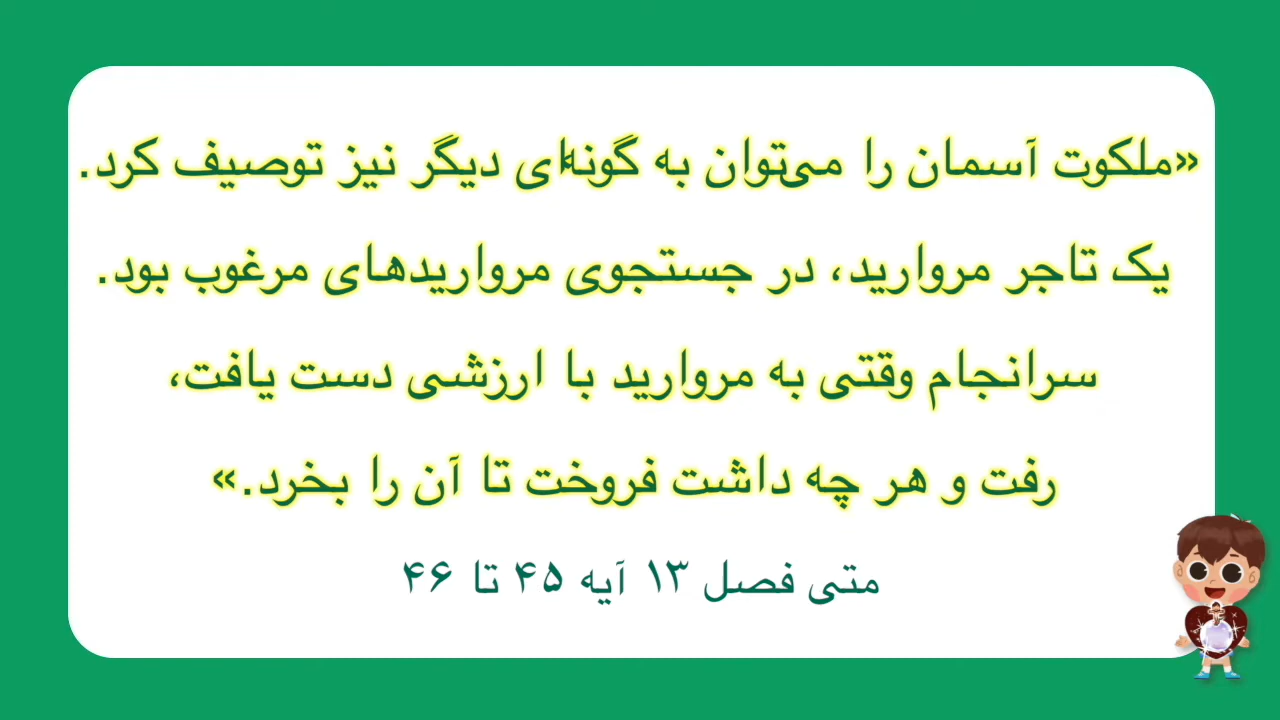 «ملکوت آسمان را می‌توان به گونه‌ای دیگر نیز توصیف کرد.
یک تاجر مروارید، در جستجوی مرواریدهای مرغوب بود.
سرانجام وقتی به مروارید با ارزشی دست یافت،
رفت و هر چه داشت فروخت تا آن را بخرد.»
متی فصل ۱۳ آیه ۴۵ تا ۴۶